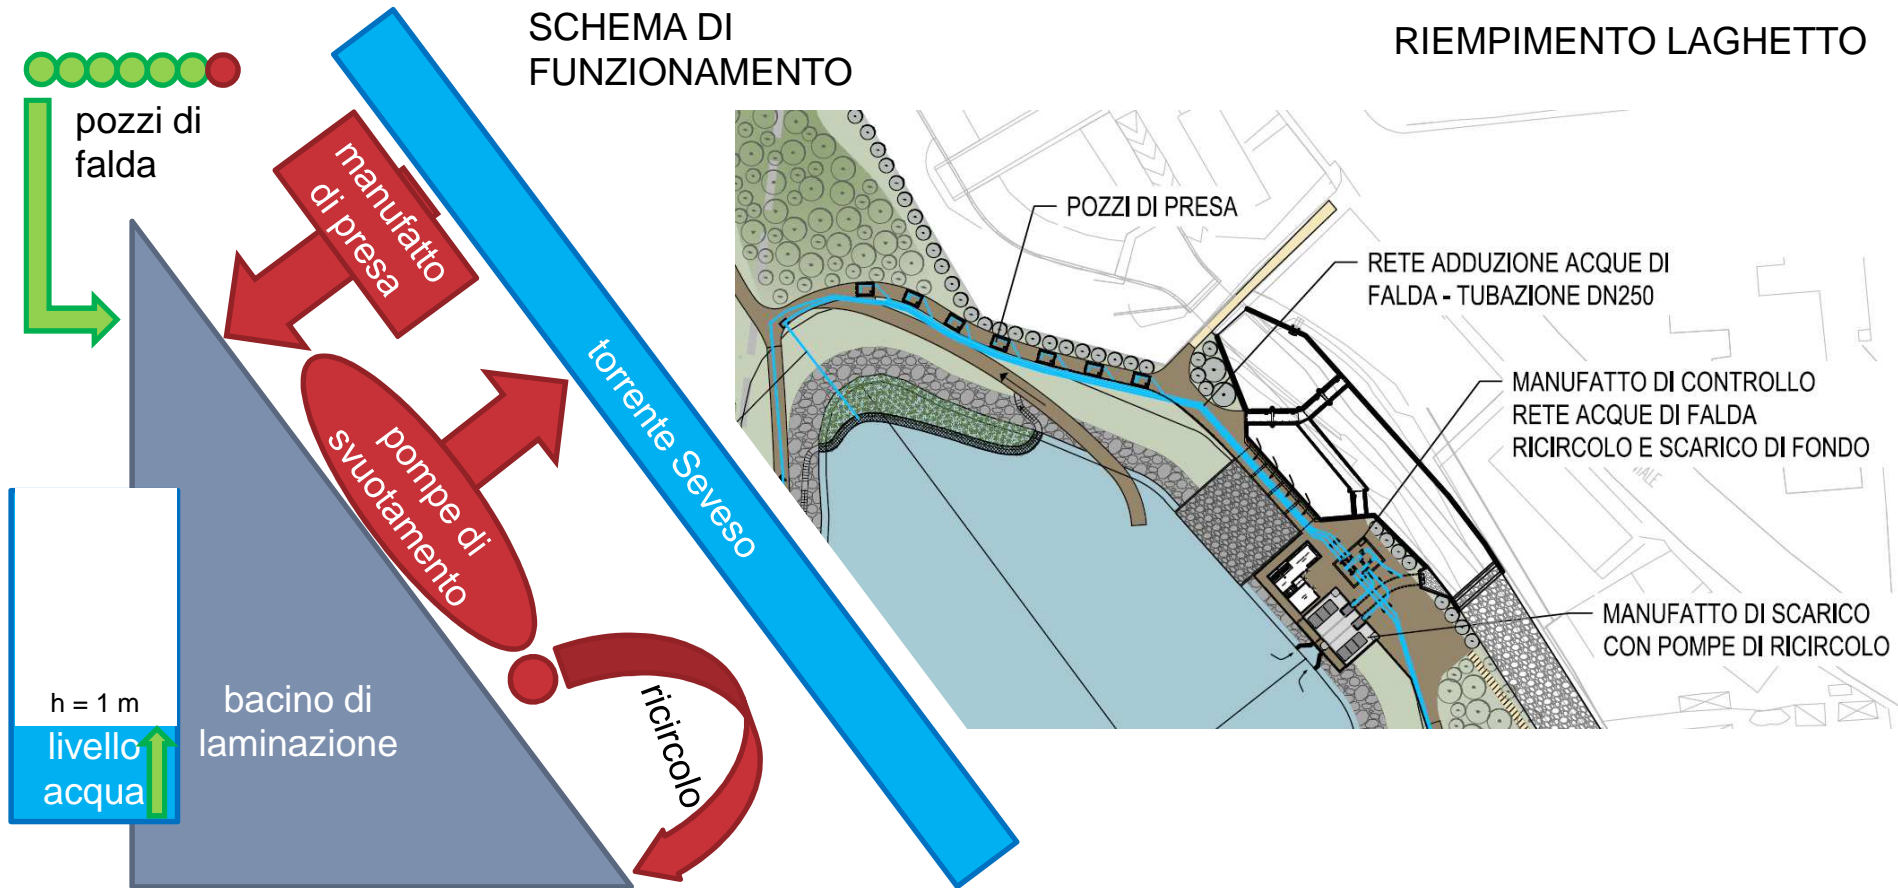 SCHEMA DI
FUNZIONAMENTO
RIEMPIMENTO LAGHETTO
pozzi di
falda
manufatto
di presa
torrente Seveso
pompe di
svuotamento
ricircolo
h = 1 m
livello
acqua
bacino di
laminazione
POZZI DI PRESA
RETE ADDUZIONE ACQUE DI
FALDA - TUBAZIONE DN250
MANUFATTO DI CONTROLLO
RETE ACQUE DI FALDA
RICIRCOLO E SCARICO DI FONDO
MANUFATTO DI SCARICO
CON POMPE DI RICIRCOLO